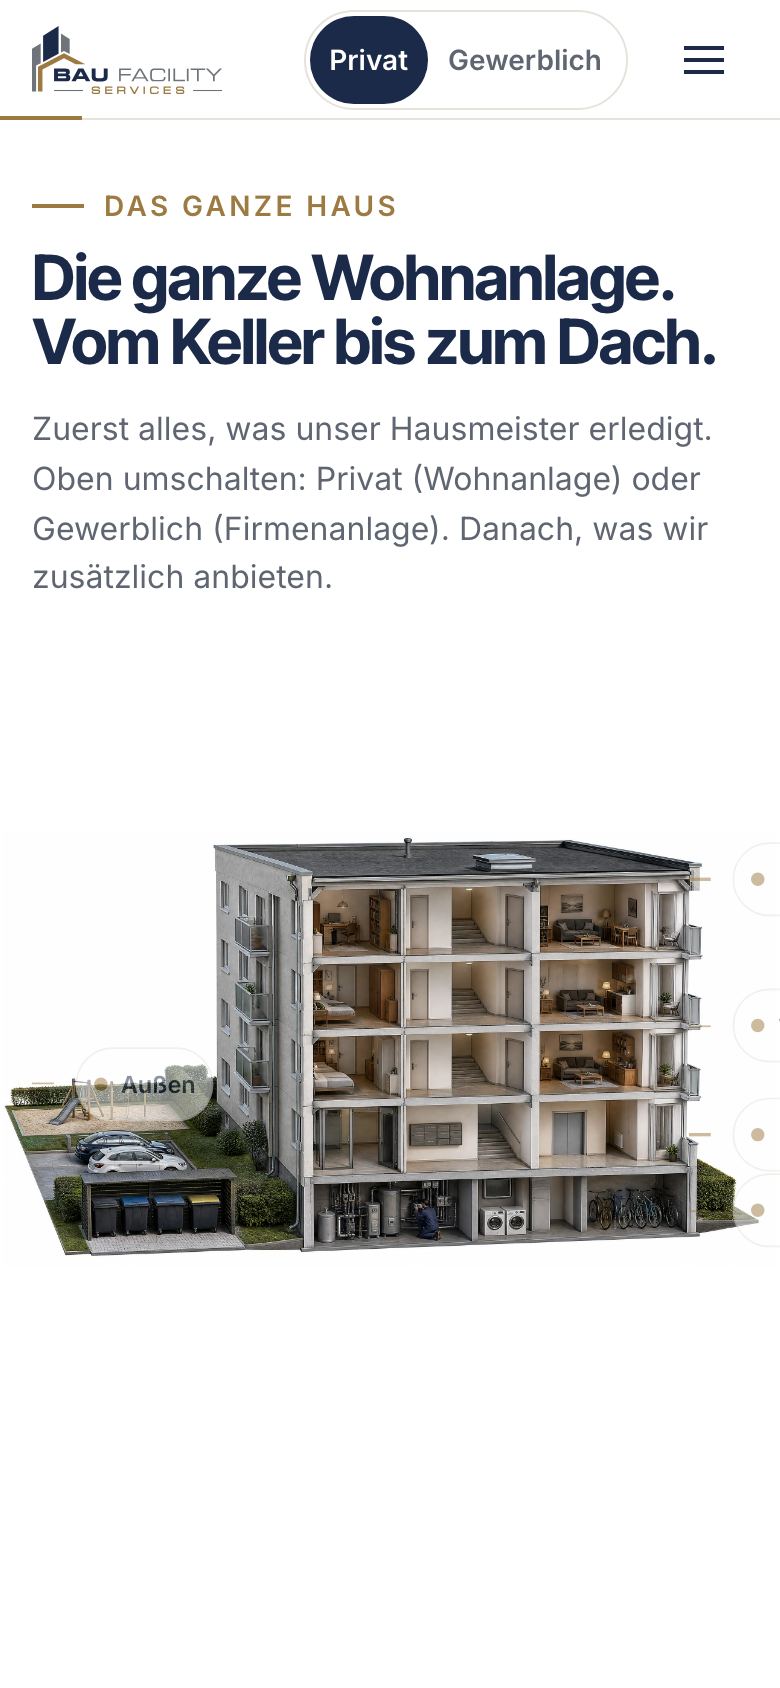 BAU FACILITY
SERVICES
Privat
Gewerblich
DAS GANZE HAUS
Die ganze Wohnanlage.
Vom Keller bis zum Dach.
Zuerst alles, was unser Hausmeister erledigt.
Oben umschalten: Privat (Wohnanlage) oder
Gewerblich (Firmenanlage). Danach, was wir
zusätzlich anbieten.
Außen